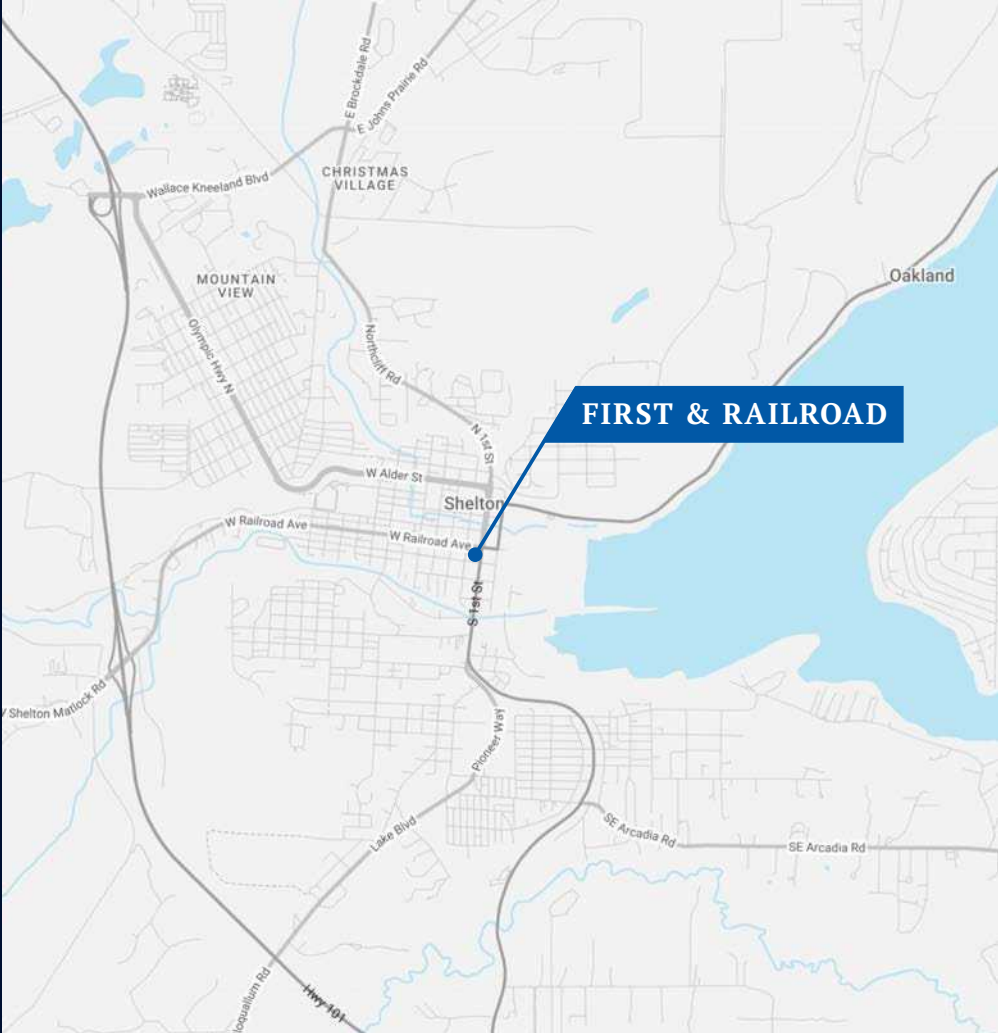 E Brockdale Rd
E Johns Prairie Rd
CHRISTMAS
VILLAGE
Wallace Kneeland Blvd
MOUNTAIN
VIEW
Oakland
Olympic Hwy N
Northcliff Rd
FIRST & RAILROAD
N 1st St
W Alder St
Shelton
W Railroad Ave
W Railroad Ave
S 1st St
Shelton Matlock Rd
Pioneer Way
Lake Blvd
SE Arcadia Rd
SE Arcadia Rd
Hwy 101